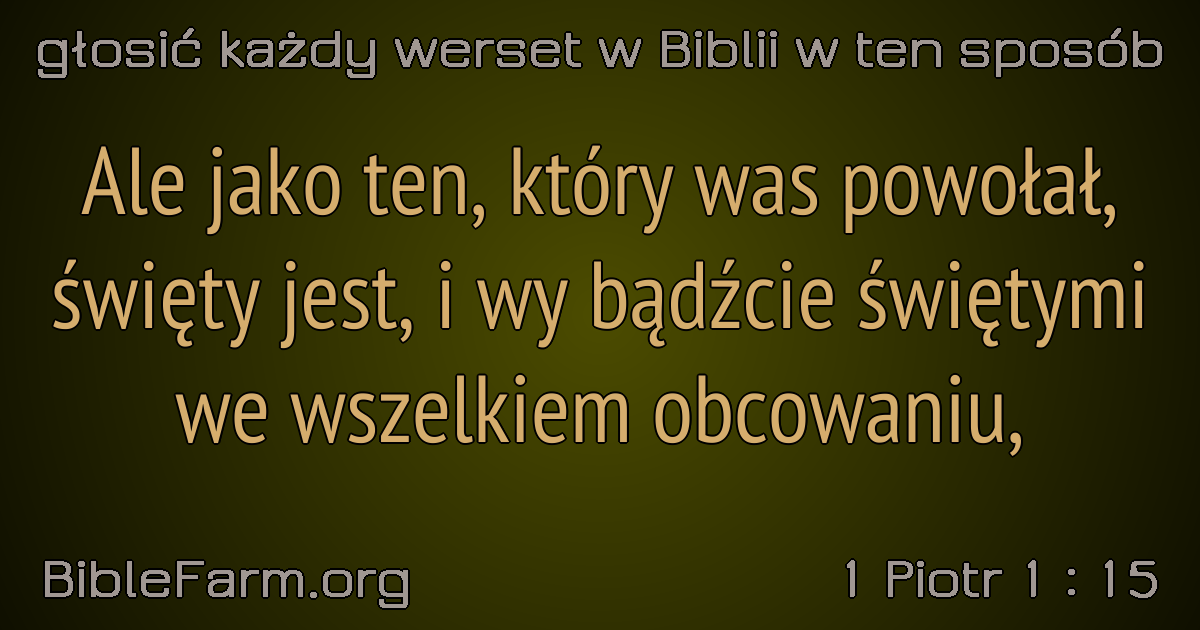 głosić każdy werset w Biblii w ten sposób
Ale jako ten, który was powołał,
święty jest, i wy bądźcie świętymi
we wszelkiem obcowaniu,
BibleFarm.org
1 Piotr 1 : 15